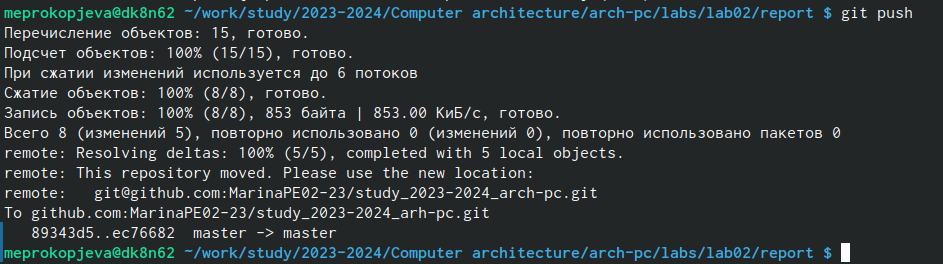 meprokopjeva@dk8n62 ~/work/study/2023-2024/Computer architecture/arch-pc/labs/lab02/report $ git push
Перечисление объектов: 15, готово.
Подсчет объектов: 100% (15/15), готово.
При сжатии изменений используется до 6 потоков
Сжатие объектов: 100% (8/8), готово.
Запись объектов: 100% (8/8), 853 байта | 853.00 КиБ/с, готово.
Всего 8 (изменений 5), повторно использовано 0 (изменений 0), повторно использовано пакетов 0
remote: Resolving deltas: 100% (5/5), completed with 5 local objects.
remote: This repository moved. Please use the new location:
remote:   git@github.com:MarinaPE02-23/study_2023-2024_arch-pc.git
To github.com:MarinaPE02-23/study_2023-2024_arh-pc.git
   89343d5..ec76682  master -> master
meprokopjeva@dk8n62 ~/work/study/2023-2024/Computer architecture/arch-pc/labs/lab02/report $